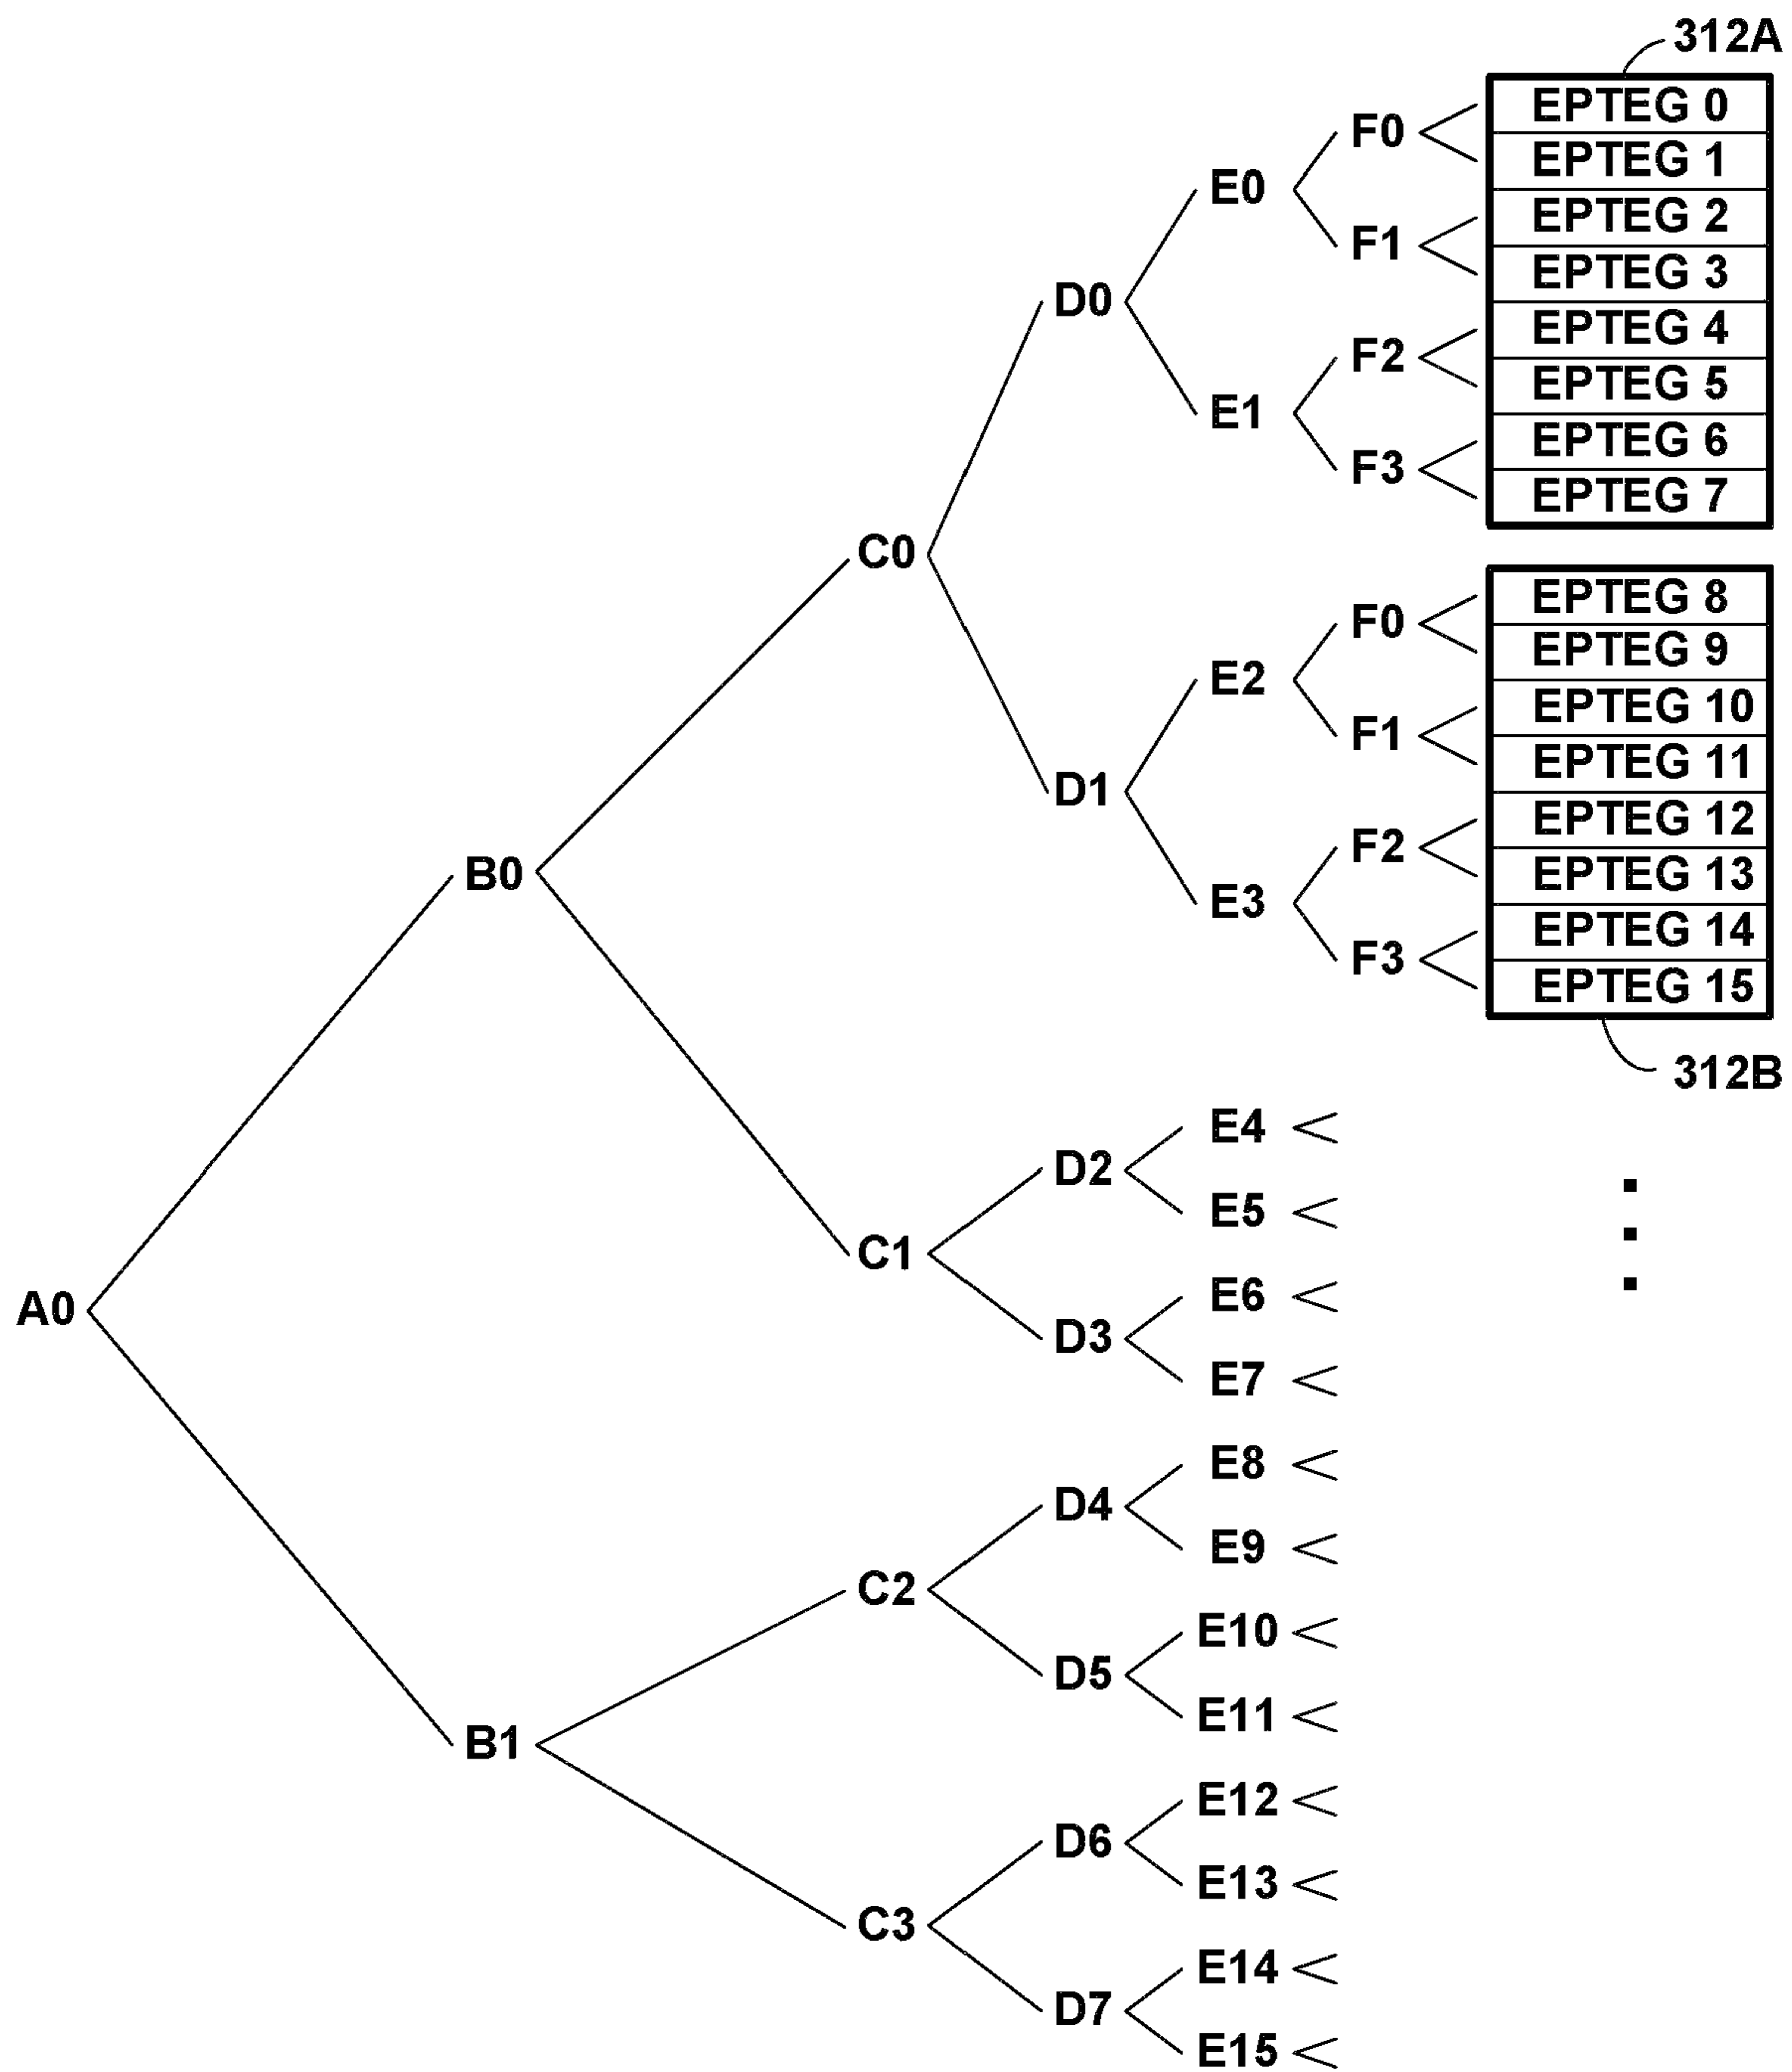 312A
EPTEG 0
F0
EPTEG 1
E0
EPTEG 2
F1
EPTEG 3
D0
EPTEG 4
F2
EPTEG 5
E1
EPTEG 6
F3
EPTEG 7
C0
EPTEG 8
F0
EPTEG 9
E2
EPTEG 10
F1
EPTEG 11
D1
EPTEG 12
F2
EPTEG 13
B0
E3
EPTEG 14
F3
EPTEG 15
312B
E4
D2
E5
C1
E6
A0
D3
E7
E8
D4
E9
C2
E10
D5
E11
B1
E12
D6
E13
C3
E14
D7
E15